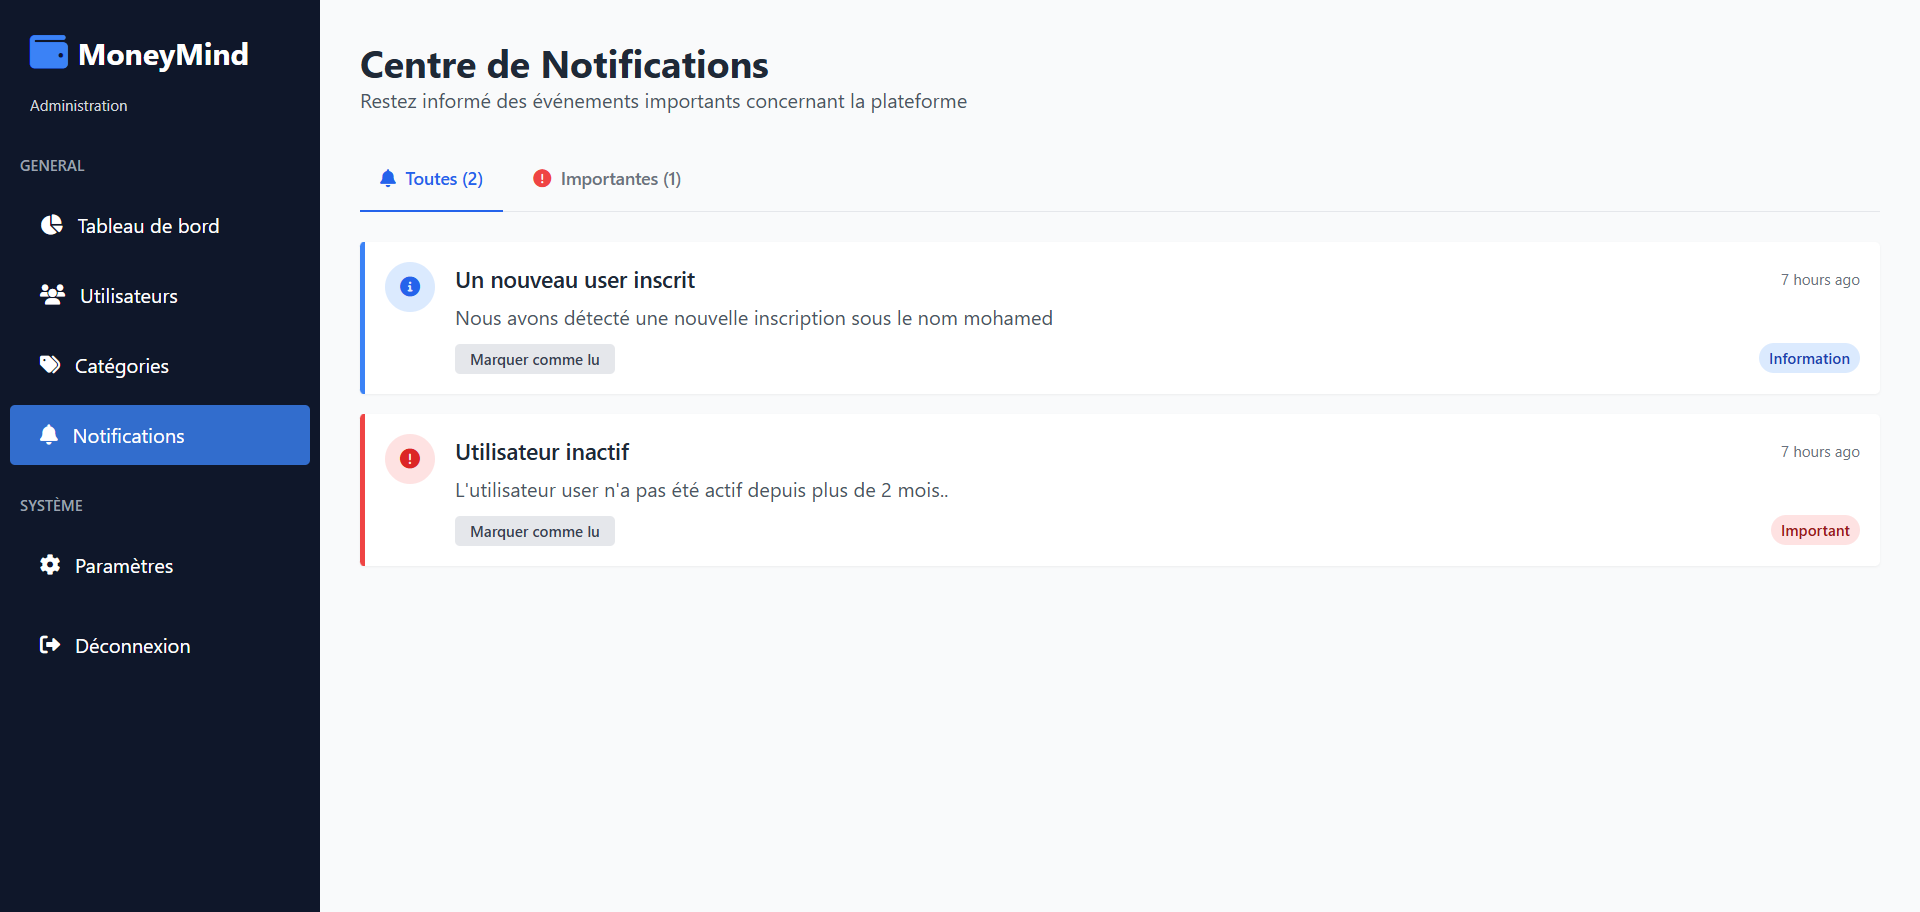 MoneyMind
Administration
GENERAL
Tableau de bord
Utilisateurs
Catégories
Notifications
SYSTÈME
Paramètres
Déconnexion
Centre de Notifications
Restez informé des événements importants concernant la plateforme
Toutes (2)
Importantes (1)
Un nouveau user inscrit
7 hours ago
Nous avons détecté une nouvelle inscription sous le nom mohamed
Marquer comme lu
Information
Utilisateur inactif
7 hours ago
L'utilisateur user n'a pas été actif depuis plus de 2 mois..
Marquer comme lu
Important